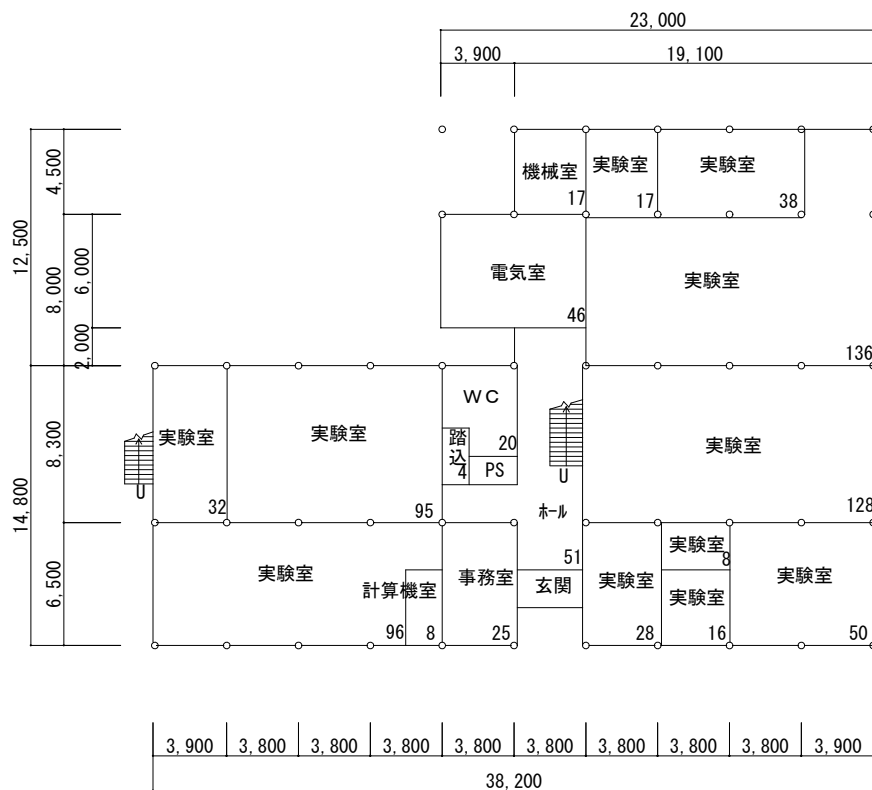 23,000
3,900
19,100
4,500
12,500
8,000
6,000
2,000
機械室
17
実験室
17
実験室
38
電気室
46
実験室
136
14,800
8,300
6,500
実験室
32
実験室
95
WC
20
踏込
4
PS
U
U
実験室
128
ホール
51
実験室
96
計算機室
8
事務室
25
玄関
実験室
28
実験室
8
実験室
16
実験室
50
3,900
3,800
3,800
3,800
3,800
3,800
3,800
3,800
3,800
3,900
38,200